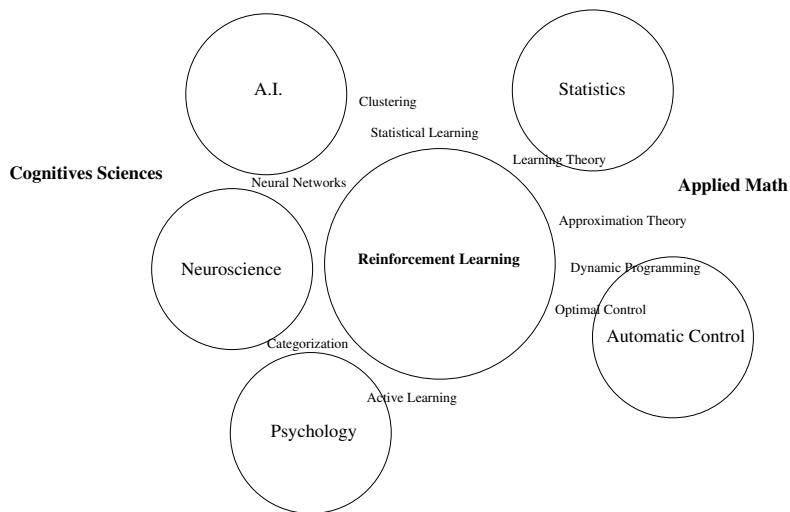 A.I.
Statistics
Clustering
Statistical Learning
Learning Theory
Cognitives Sciences
Neural Networks
Applied Math
Approximation Theory
Reinforcement Learning
Neuroscience
Dynamic Programming
Optimal Control
Automatic Control
Categorization
Active Learning
Psychology